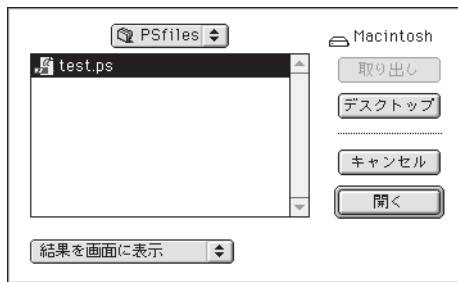 PSfiles
Macintosh
test.ps
取り出し
デスクトップ
キャンセル
開く
結果を画面に表示